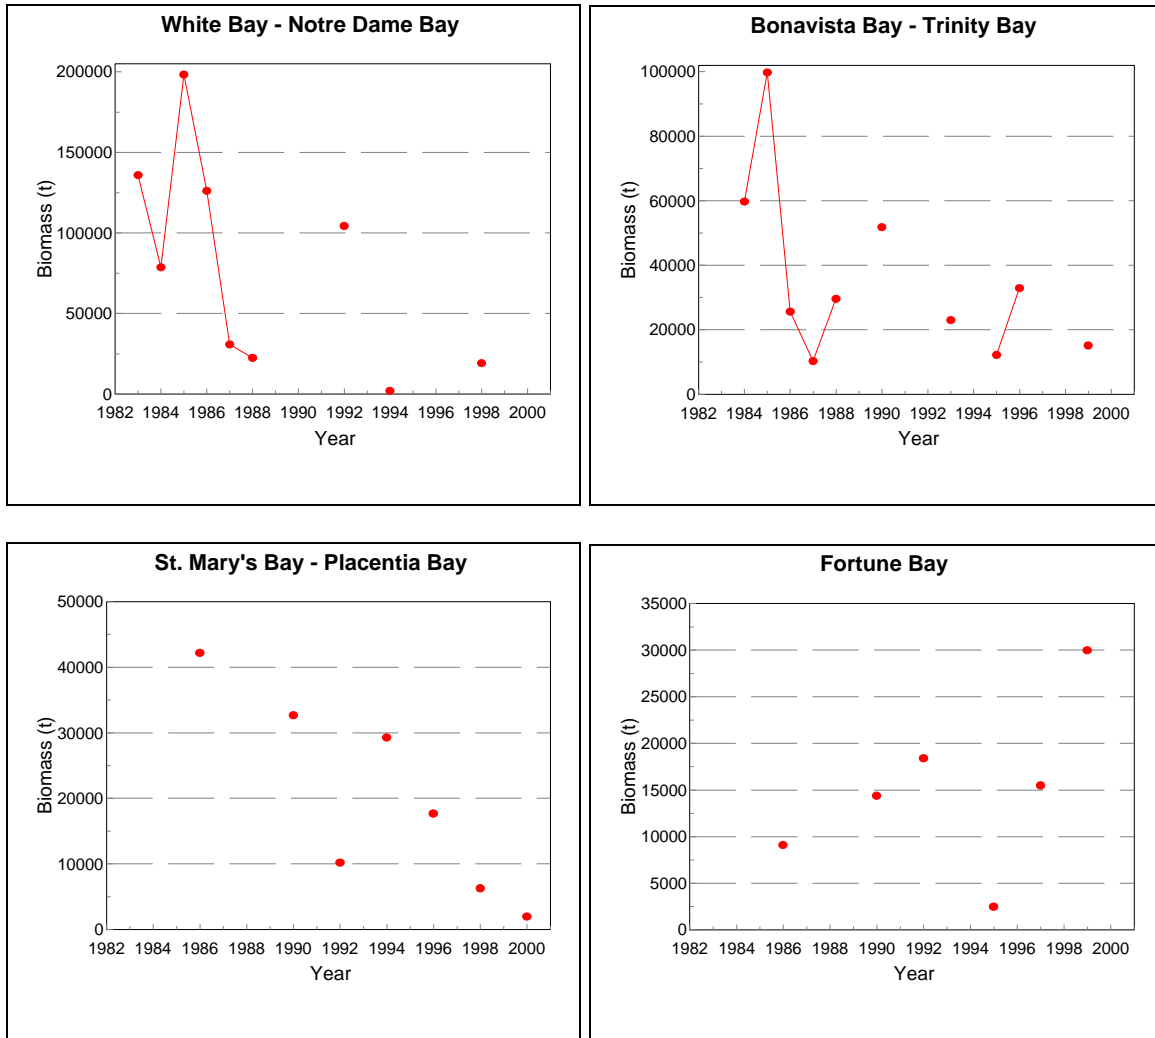 White Bay - Notre Dame Bay
200000
150000
100000
50000
0
Biomass (t)
1982 1984 1986 1988 1990 1992 1994 1996 1998 2000
Year
Bonavista Bay - Trinity Bay
100000
80000
60000
40000
20000
0
Biomass (t)
1982 1984 1986 1988 1990 1992 1994 1996 1998 2000
Year
St. Mary's Bay - Placentia Bay
50000
40000
30000
20000
10000
0
Biomass (t)
1982 1984 1986 1988 1990 1992 1994 1996 1998 2000
Year
Fortune Bay
35000
30000
25000
20000
15000
10000
5000
0
Biomass (t)
1982 1984 1986 1988 1990 1992 1994 1996 1998 2000
Year